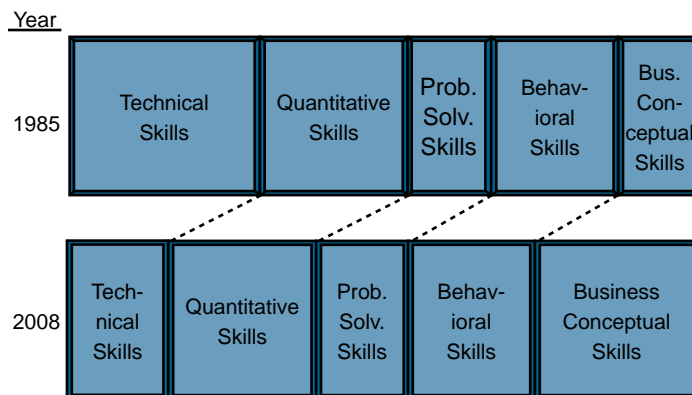 Year
1985
Technical
Skills
Quantitative
Skills
Prob.
Solv.
Skills
Behav-
ioral
Skills
Bus.
Con-
ceptual
Skills
2008
Tech-
nical
Skills
Quantitative
Skills
Prob.
Solv.
Skills
Behav-
ioral
Skills
Business
Conceptual
Skills